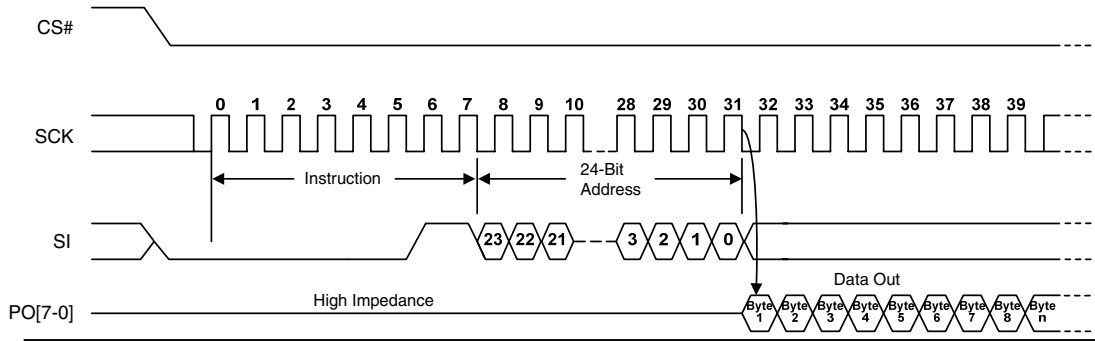 CS#
0 1 2 3 4 5 6 7 8 9 10 28 29 30 31 32 33 34 35 36 37 38 39
SCK
Instruction
24-Bit
Address
SI
23 22 21 3 2 1 0
Data Out
High Impedance
PO[7-0]
Byte 1 Byte 2 Byte 3 Byte 4 Byte 5 Byte 6 Byte 7 Byte 8 Byte n